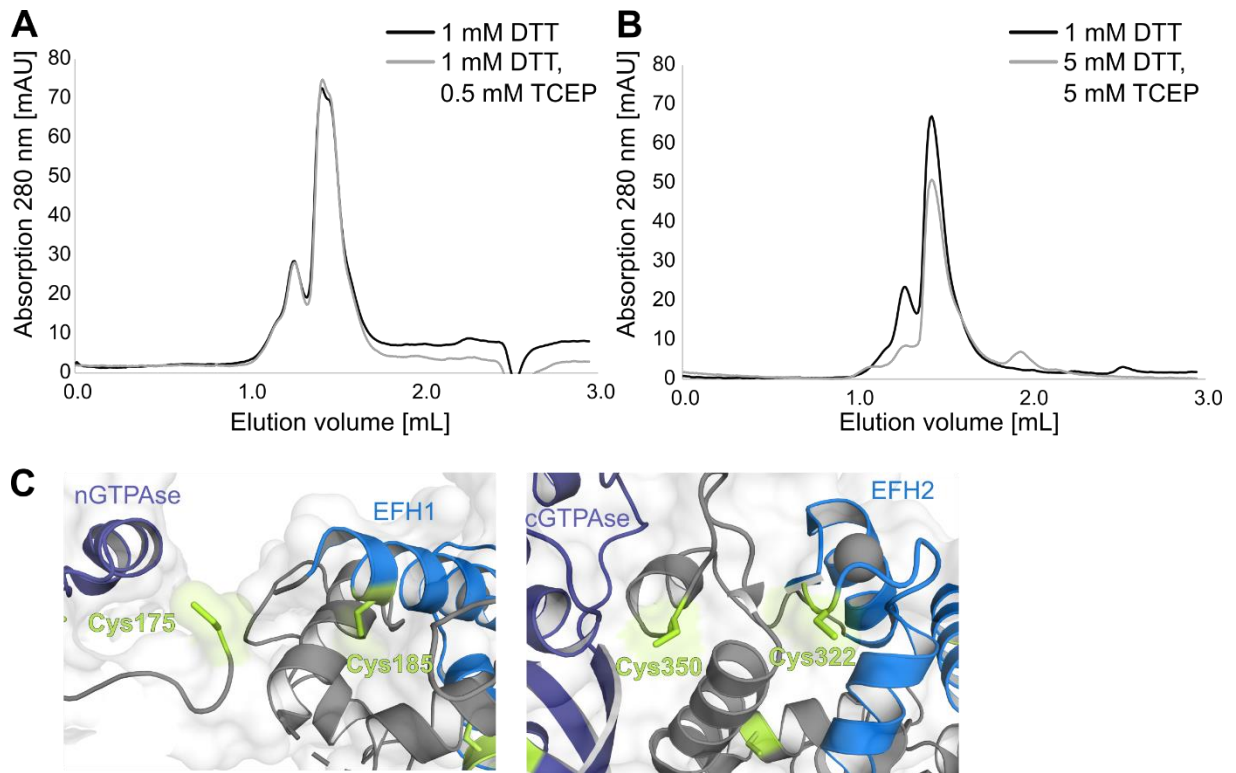 A
1 mM DTT
1 mM DTT,
0.5 mM TCEP
Absorption 280 nm [mAU]
80
70
60
50
40
30
20
10
0
0.0
1.0
2.0
3.0
Elution volume [mL]
B
1 mM DTT
5 mM DTT,
5 mM TCEP
Absorption 280 nm [mAU]
80
70
60
50
40
30
20
10
0
0.0
1.0
2.0
3.0
Elution volume [mL]
C
nGTPAse
EFH1
Cys175
Cys185
cGTPAse
EFH2
Cys350
Cys322